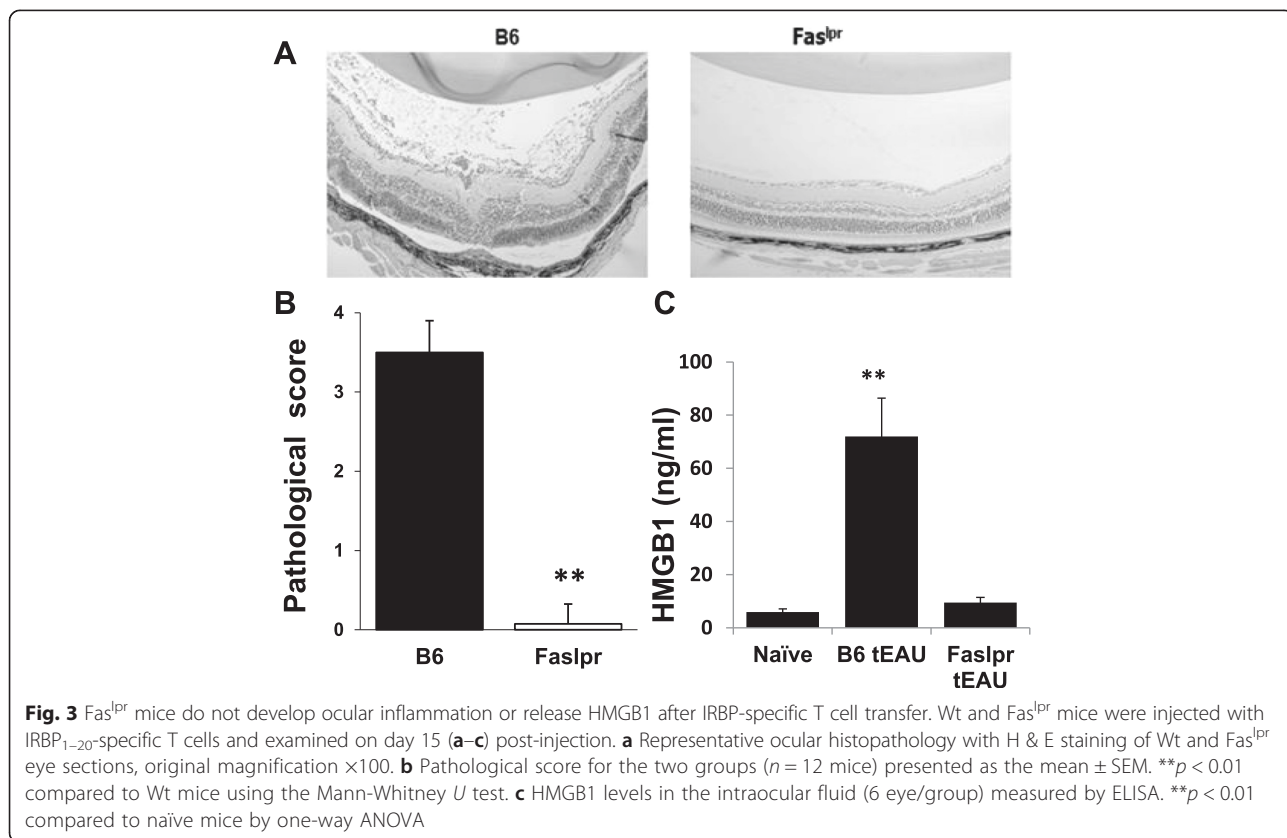 B6
Fas^lpr
A
B
Pathological score
4
3
2
1
0
**
B6
Faslpr
C
HMGB1 (ng/ml)
100
80
60
40
20
0
**
Naïve
B6 tEAU
Faslpr
tEAU
Fig. 3 Fas^lpr mice do not develop ocular inflammation or release HMGB1 after IRBP-specific T cell transfer. Wt and Fas^lpr mice were injected with
IRBP_1–20-specific T cells and examined on day 15 (a–c) post-injection. a Representative ocular histopathology with H & E staining of Wt and Fas^lpr
eye sections, original magnification ×100. b Pathological score for the two groups (n = 12 mice) presented as the mean ± SEM. **p < 0.01
compared to Wt mice using the Mann-Whitney U test. c HMGB1 levels in the intraocular fluid (6 eye/group) measured by ELISA. **p < 0.01
compared to naïve mice by one-way ANOVA